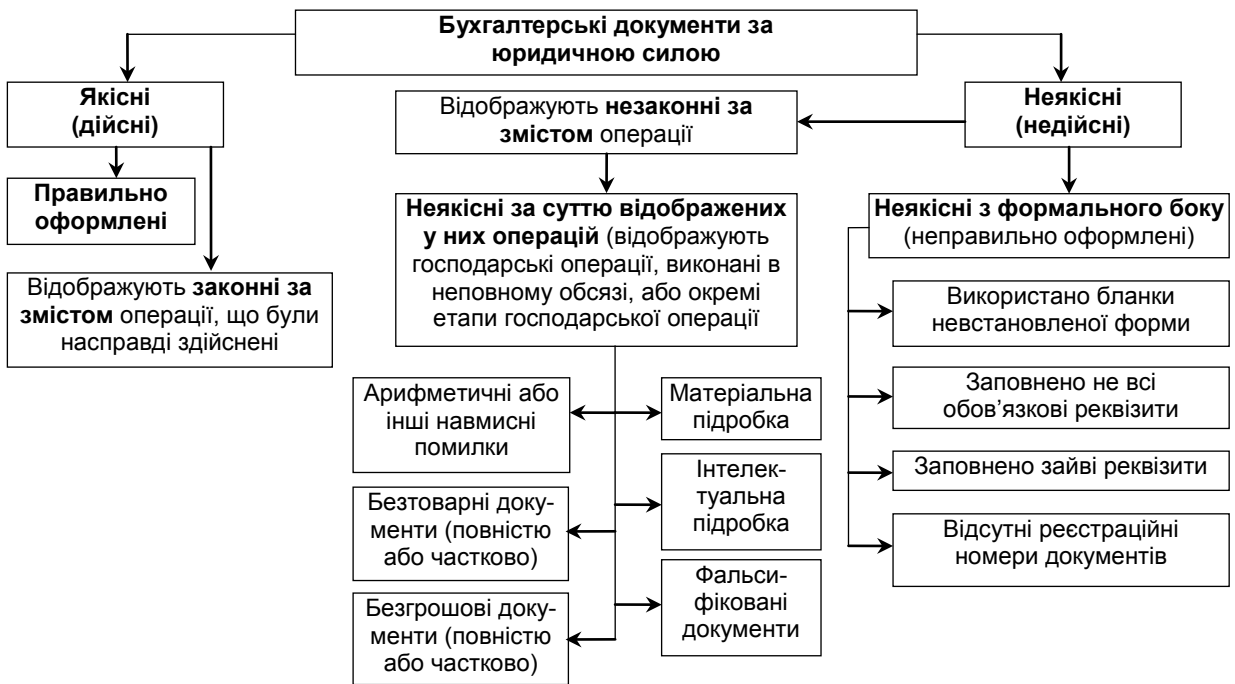 Бухгалтерські документи за
юридичною силою
Якісні
(дійсні)
Відображують незаконні за
змістом операції
Неякісні
(недійсні)
Правильно
оформлені
Відображують законні за
змістом операції, що були
насправді здійснені
Неякісні за суттю відображених
у них операцій (відображують
господарські операції, виконані в
неповному обсязі, або окремі
етапи господарської операції
Неякісні з формального боку
(неправильно оформлені)
Використано бланки
невстановленої форми
Заповнено не всі
обов’язкові реквізити
Заповнено зайві реквізити
Відсутні реєстраційні
номери документів
Арифметичні або
інші навмисні
помилки
Матеріальна
підробка
Безтоварні доку-
менти (повністю
або частково)
Інтелек-
туальна
підробка
Безгрошові доку-
менти (повністю
або частково)
Фальси-
фіковані
документи